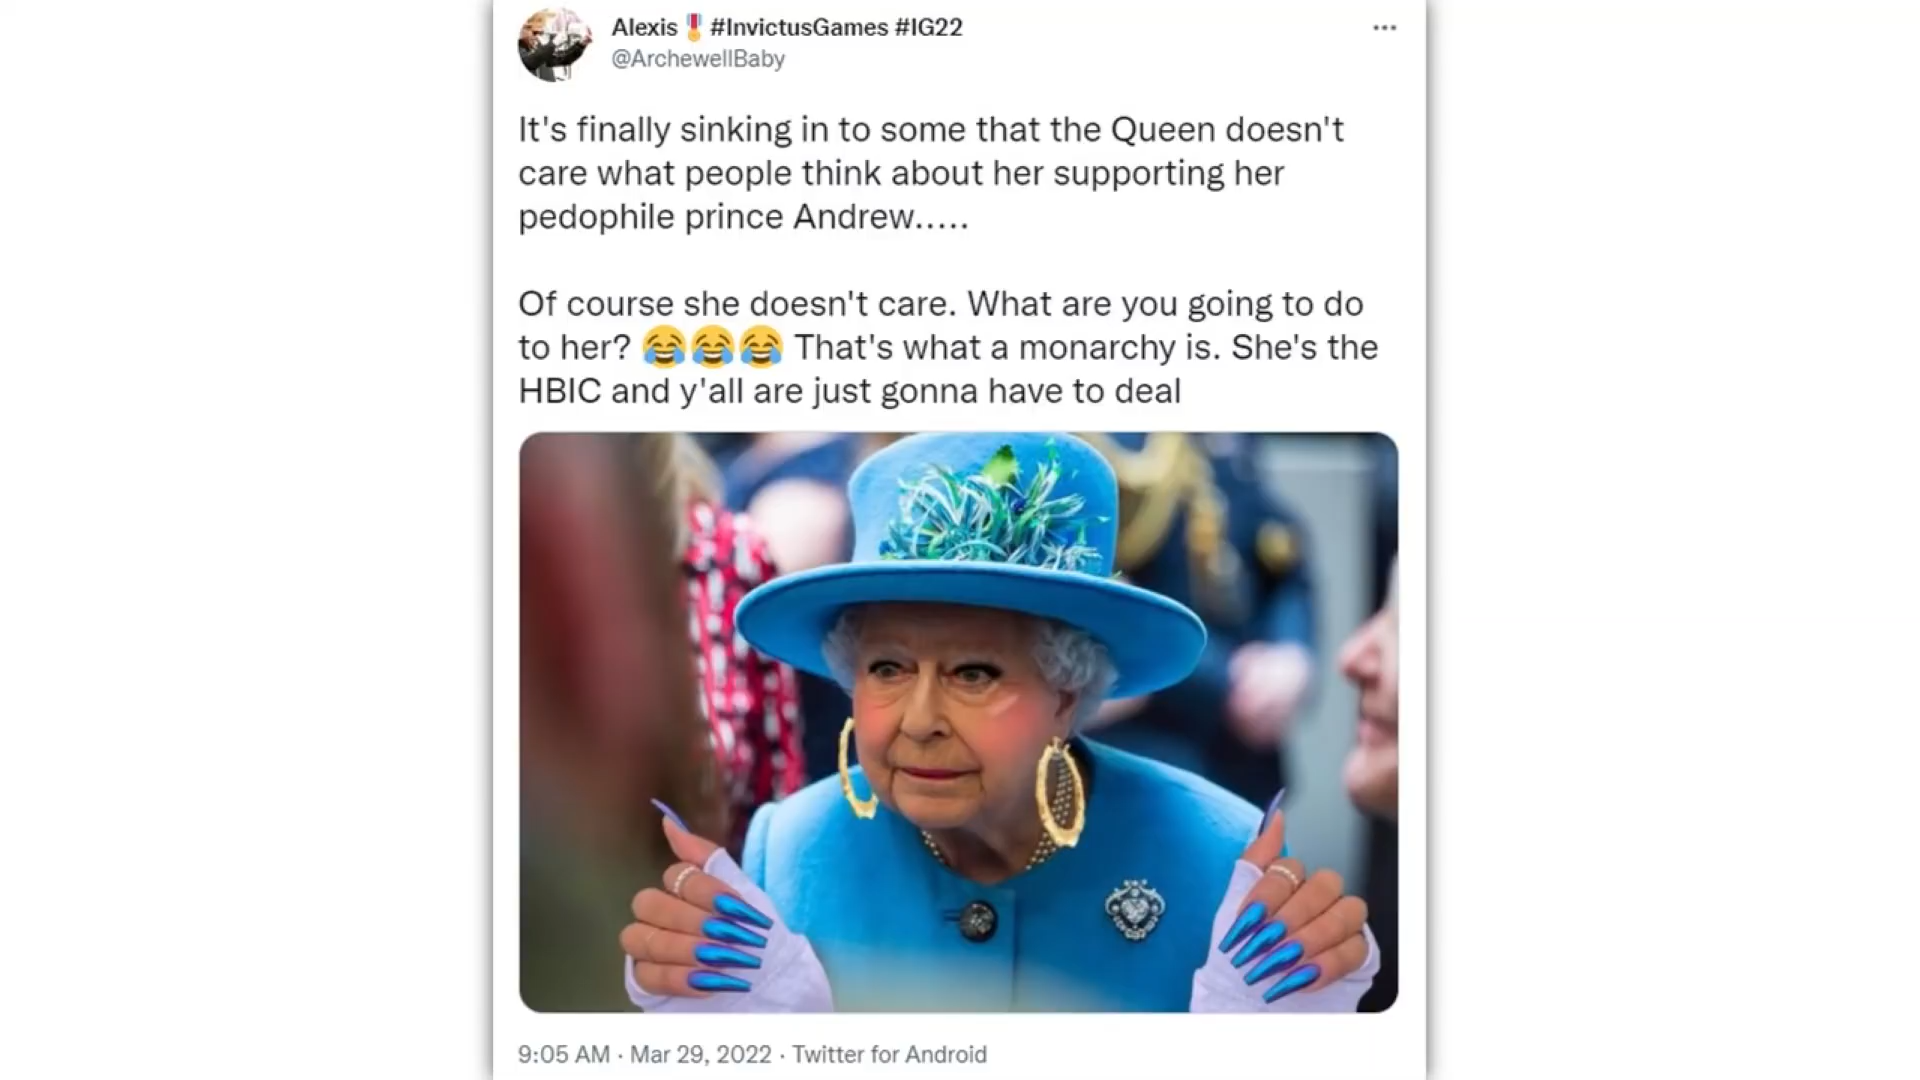 Alexis🎖️#InvictusGames #IG22
@ArchewellBaby
It's finally sinking in to some that the Queen doesn't
care what people think about her supporting her
pedophile prince Andrew.....
Of course she doesn't care. What are you going to do
to her? 😂😂😂 That's what a monarchy is. She's the
HBIC and y'all are just gonna have to deal
9:05 AM · Mar 29, 2022 · Twitter for Android